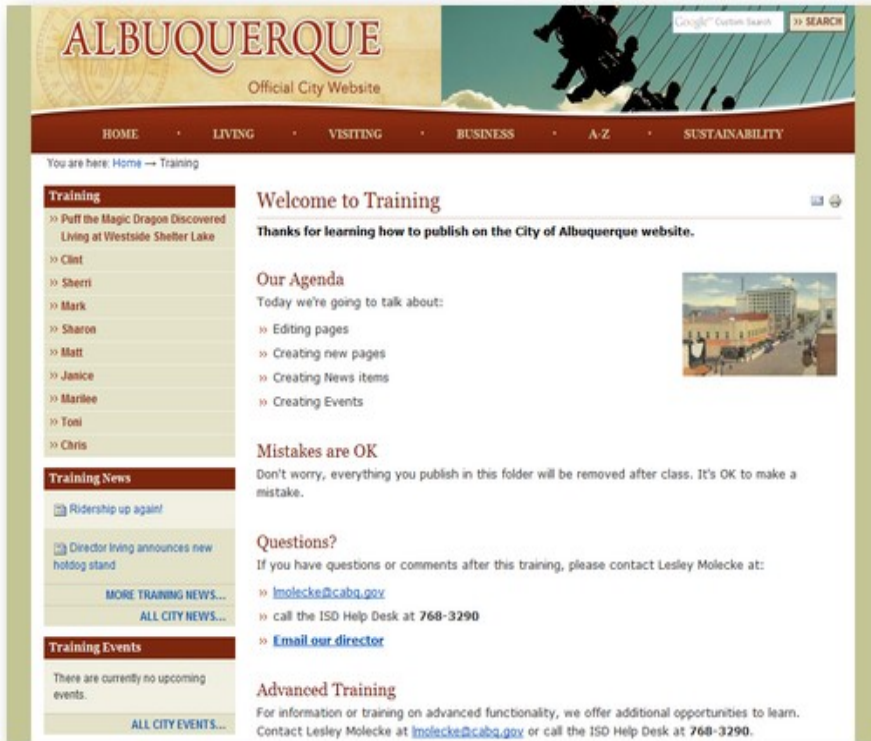 ALBUQUERQUE
Official City Website
Google™ Custom Search
» SEARCH
HOME · LIVING · VISITING · BUSINESS · A-Z · SUSTAINABILITY
You are here: Home → Training
Training
» Puff the Magic Dragon Discovered
Living at Westside Shelter Lake
» Clint
» Sherri
» Mark
» Sharon
» Matt
» Janice
» Marilee
» Toni
» Chris
Training News
Ridership up again!
Director Irving announces new
hotdog stand
MORE TRAINING NEWS...
ALL CITY NEWS...
Training Events
There are currently no upcoming
events.
ALL CITY EVENTS...
Welcome to Training
Thanks for learning how to publish on the City of Albuquerque website.
Our Agenda
Today we're going to talk about:
» Editing pages
» Creating new pages
» Creating News items
» Creating Events
Mistakes are OK
Don't worry, everything you publish in this folder will be removed after class. It's OK to make a
mistake.
Questions?
If you have questions or comments after this training, please contact Lesley Molecke at:
» lmolecke@cabq.gov
» call the ISD Help Desk at 768-3290
» Email our director
Advanced Training
For information or training on advanced functionality, we offer additional opportunities to learn.
Contact Lesley Molecke at lmolecke@cabq.gov or call the ISD Help Desk at 768-3290.